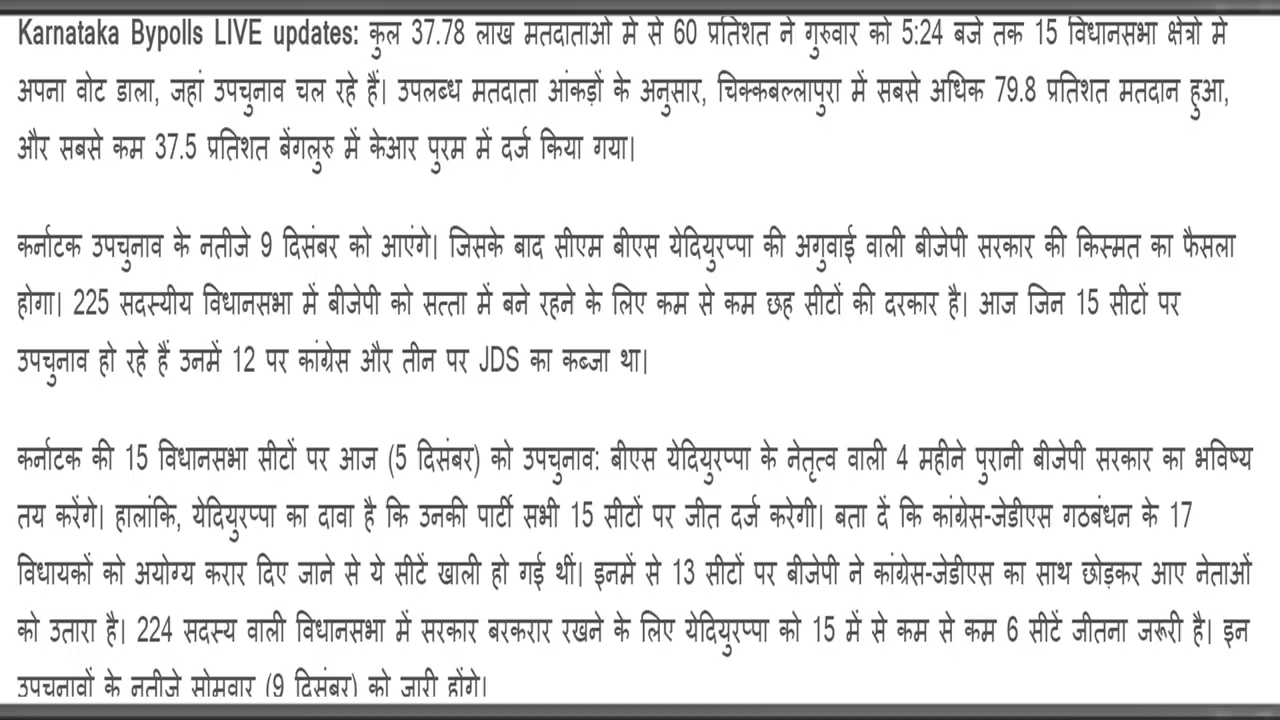 Karnataka Bypolls LIVE updates: कुल 37.78 लाख मतदाताओं में से 60 प्रतिशत ने गुरुवार को 5:24 बजे तक 15 विधानसभा क्षेत्रों में
अपना वोट डाला, जहां उपचुनाव चल रहे हैं। उपलब्ध मतदाता आंकड़ों के अनुसार, चिक्कबल्लापुरा में सबसे अधिक 79.8 प्रतिशत मतदान हुआ,
और सबसे कम 37.5 प्रतिशत बेंगलुरु में केआर पुरम में दर्ज किया गया।
कर्नाटक उपचुनाव के नतीजे 9 दिसंबर को आएंगे। जिसके बाद सीएम बीएस येदियुरप्पा की अगुवाई वाली बीजेपी सरकार की किस्मत का फैसला
होगा। 225 सदस्यीय विधानसभा में बीजेपी को सत्ता में बने रहने के लिए कम से कम छह सीटों की दरकार है। आज जिन 15 सीटों पर
उपचुनाव हो रहे हैं उनमें 12 पर कांग्रेस और तीन पर JDS का कब्जा था।
कर्नाटक की 15 विधानसभा सीटों पर आज (5 दिसंबर) को उपचुनाव: बीएस येदियुरप्पा के नेतृत्व वाली 4 महीने पुरानी बीजेपी सरकार का भविष्य
तय करेंगे। हालांकि, येदियुरप्पा का दावा है कि उनकी पार्टी सभी 15 सीटों पर जीत दर्ज करेगी। बता दें कि कांग्रेस-जेडीएस गठबंधन के 17
विधायकों को अयोग्य करार दिए जाने से ये सीटें खाली हो गई थीं। इनमें से 13 सीटों पर बीजेपी ने कांग्रेस-जेडीएस का साथ छोड़कर आए नेताओं
को उतारा है। 224 सदस्य वाली विधानसभा में सरकार बरकरार रखने के लिए येदियुरप्पा को 15 में से कम से कम 6 सीटें जीतना जरूरी है। इन
उपचुनावों के नतीजे सोमवार (9 दिसंबर) को जारी होंगे।